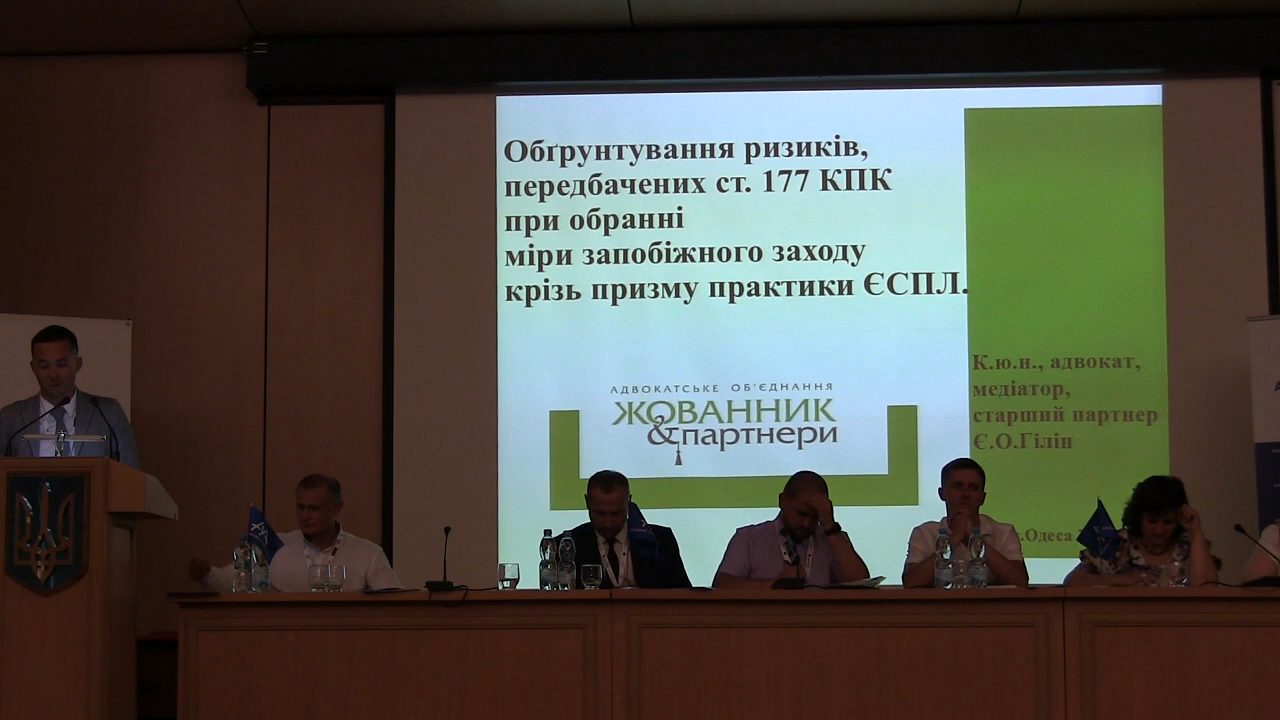 Обґрунтування ризиків,
передбачених ст. 177 КПК
при обранні
міри запобіжного заходу
крізь призму практики ЄСПЛ.
АДВОКАТСЬКЕ ОБ'ЄДНАННЯ
ЖОВАННИК
&партнери
К.ю.н., адвокат,
медіатор,
старший партнер
Є.О.Гілін
.Одеса